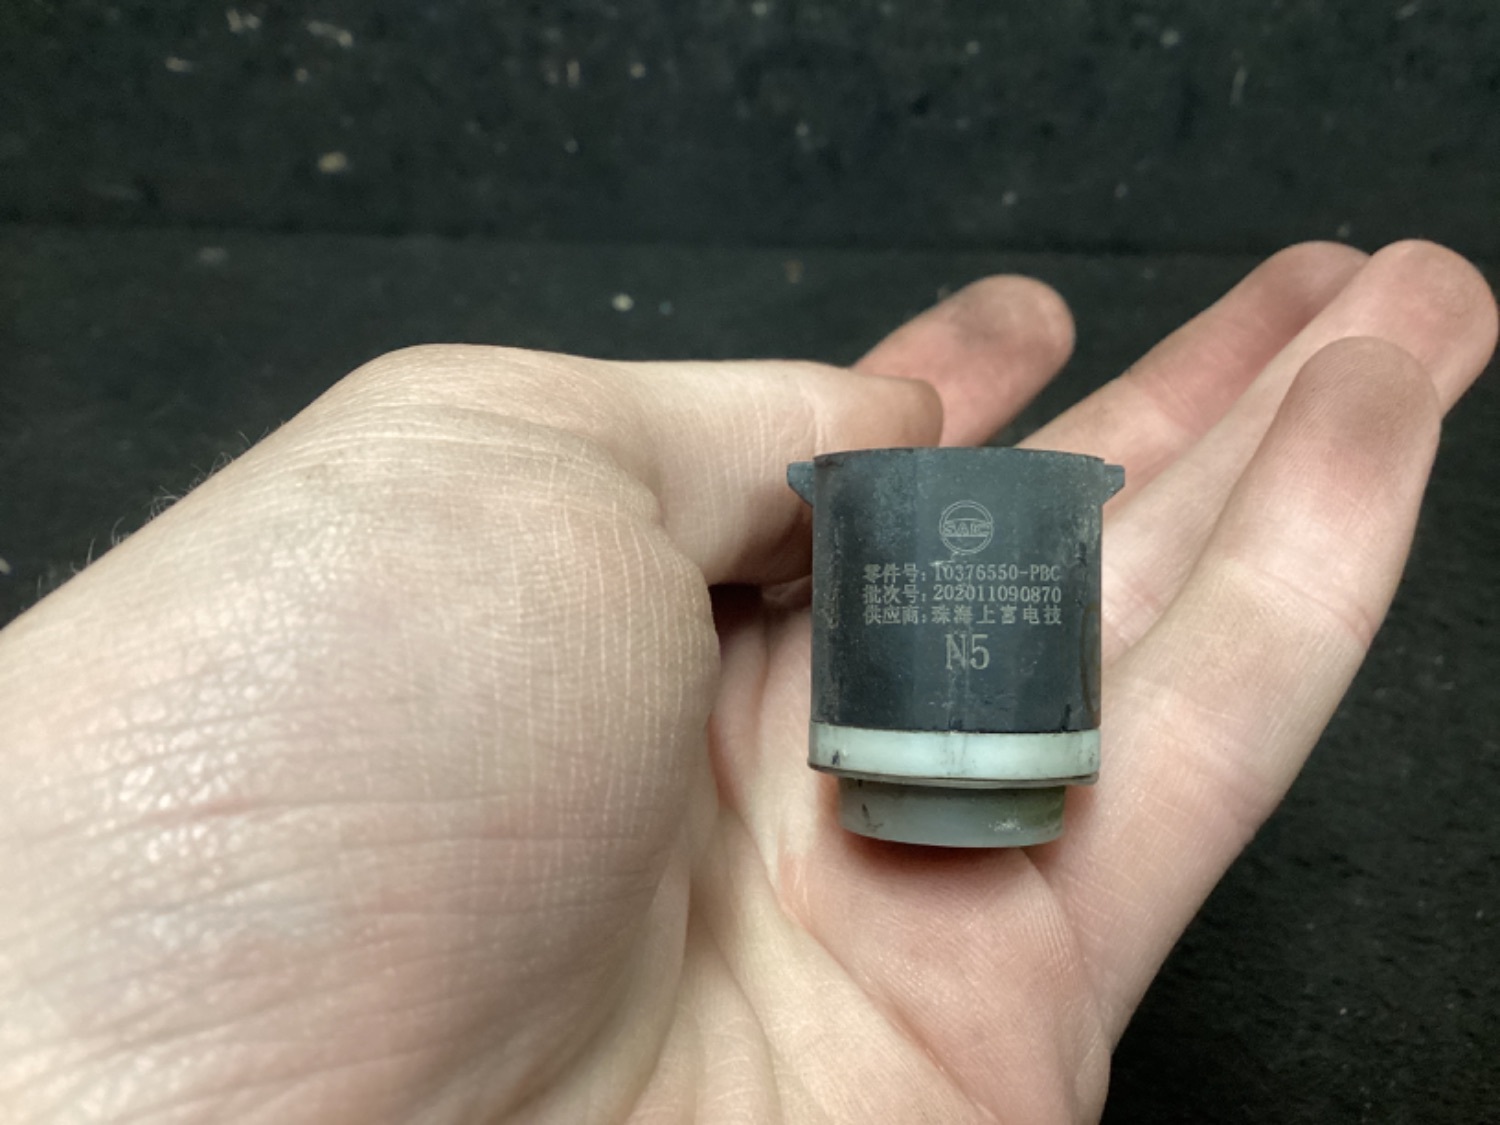 SAIC
零件号:10376550-PBC
批次号:202011090870
供应商:珠海上富电技
N5